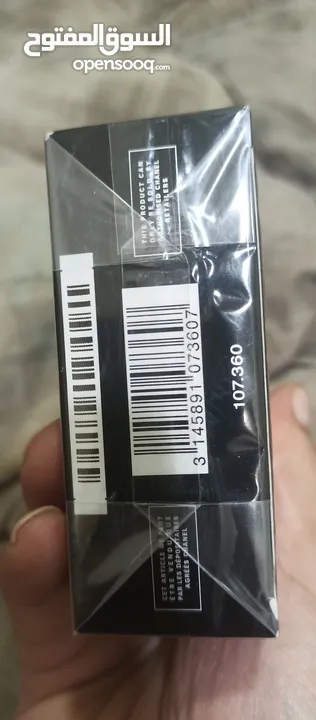 السوق المفتوح
opensooq.com
THIS PRODUCT CAN
ONLY BE SOLD BY
AUTHORISED CHANEL
RETAILERS
3 145891 073607
107.360
CET ARTICLE NE PEUT
ÊTRE VENDU QUE
PAR LES DÉPOSITAIRES
AGRÉÉS CHANEL